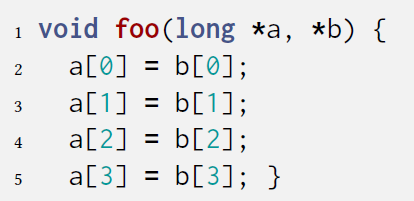 1 void foo(long *a, *b) {
2 a[0] = b[0];
3 a[1] = b[1];
4 a[2] = b[2];
5 a[3] = b[3]; }